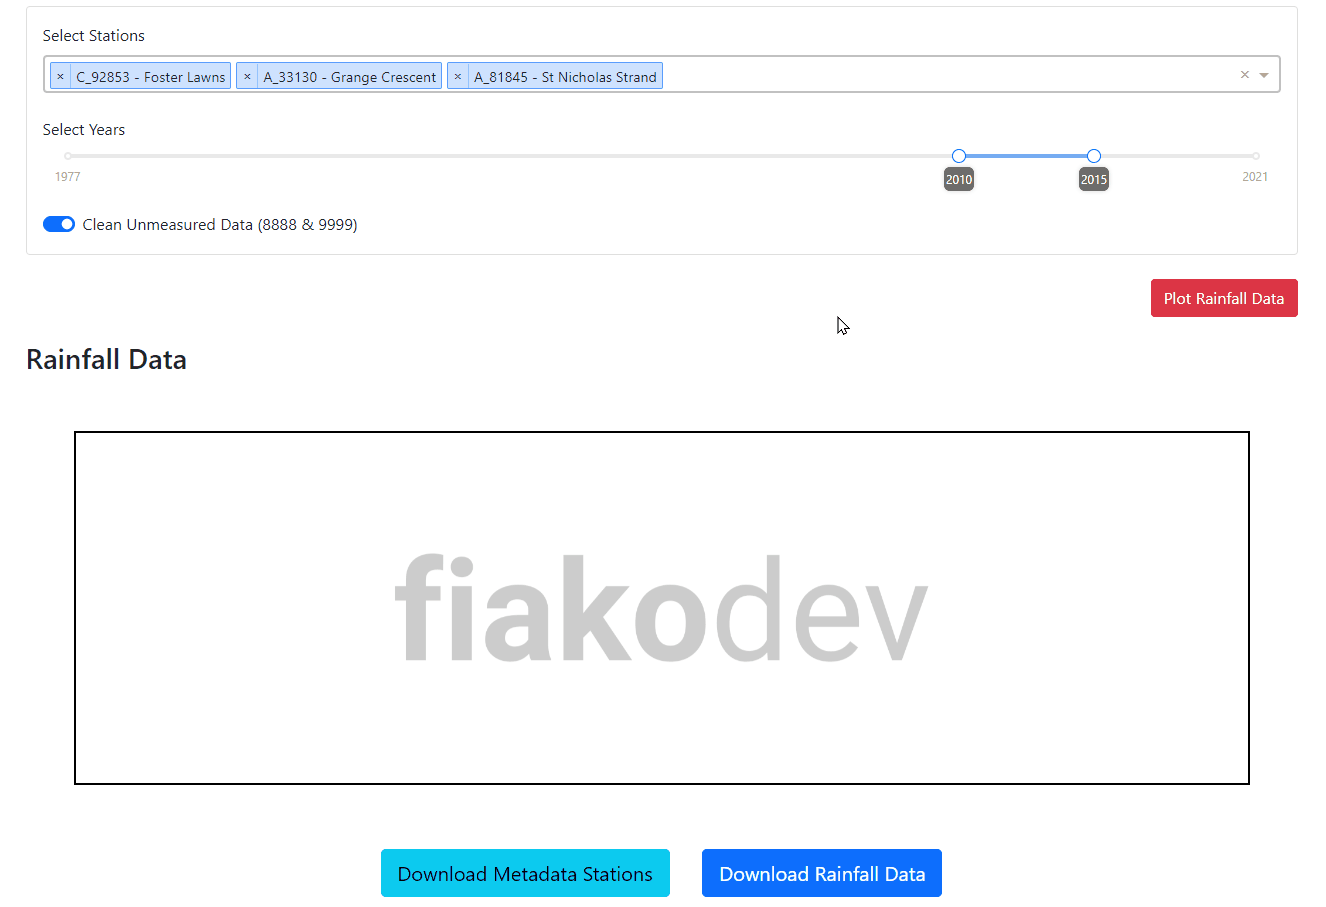 Select Stations
× C_92853 - Foster Lawns × A_33130 - Grange Crescent × A_81845 - St Nicholas Strand ×
Select Years
1977 2010 2015 2021
Clean Unmeasured Data (8888 & 9999)
Plot Rainfall Data
Rainfall Data
fiakodev
Download Metadata Stations Download Rainfall Data